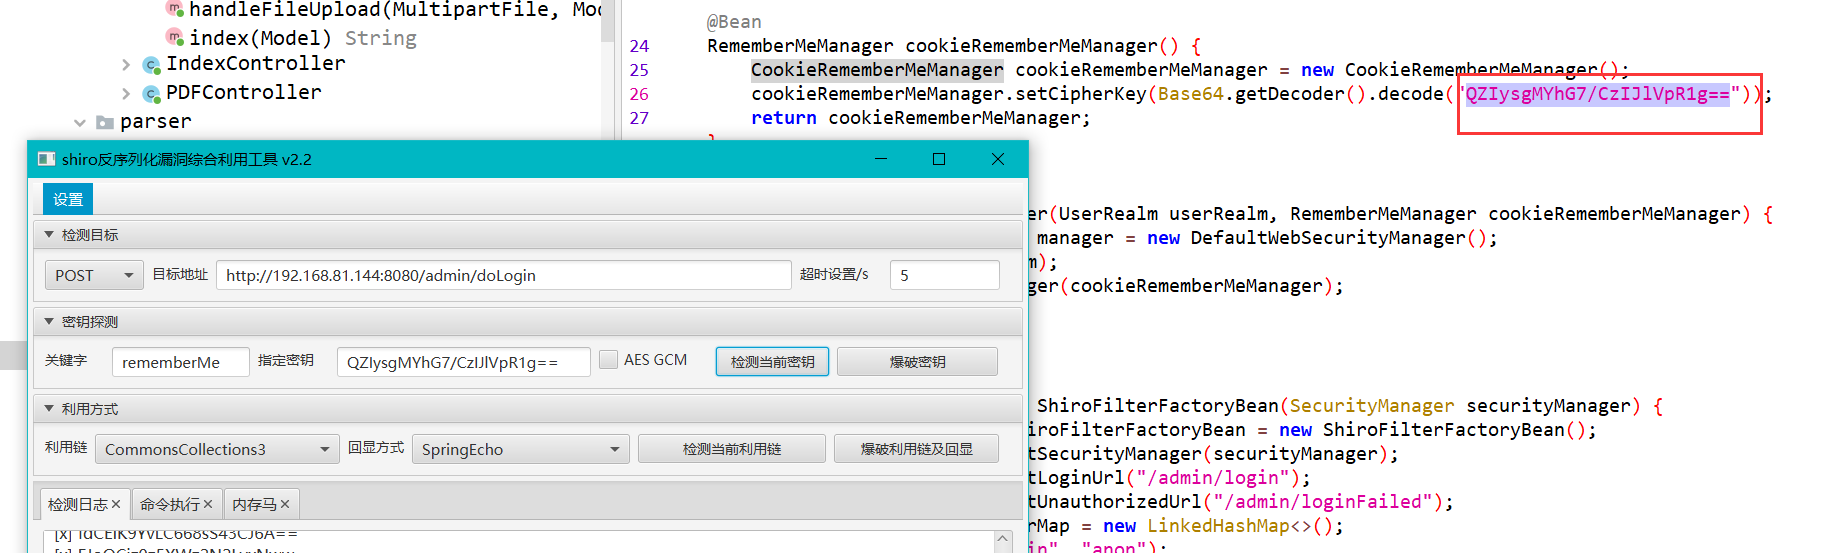 handleFileUpload(MultipartFile, Mo
index(Model) String
IndexController
PDFController
parser
@Bean
24 RememberMeManager cookieRememberMeManager() {
25 CookieRememberMeManager cookieRememberMeManager = new CookieRememberMeManager();
26 cookieRememberMeManager.setCipherKey(Base64.getDecoder().decode("QZIysgMYhG7/CzIJlVpR1g=="));
27 return cookieRememberMeManager;
er(UserRealm userRealm, RememberMeManager cookieRememberMeManager) {
manager = new DefaultWebSecurityManager();
m);
ger(cookieRememberMeManager);
ShiroFilterFactoryBean(SecurityManager securityManager) {
iroFilterFactoryBean = new ShiroFilterFactoryBean();
tSecurityManager(securityManager);
tLoginUrl("/admin/login");
tUnauthorizedUrl("/admin/loginFailed");
rMap = new LinkedHashMap<>();
in", "anon");
shiro反序列化漏洞综合利用工具 v2.2
设置
检测目标
POST 目标地址 http://192.168.81.144:8080/admin/doLogin 超时设置/s 5
密钥探测
关键字 rememberMe 指定密钥 QZIysgMYhG7/CzIJlVpR1g== AES GCM 检测当前密钥 爆破密钥
利用方式
利用链 CommonsCollections3 回显方式 SpringEcho 检测当前利用链 爆破利用链及回显
检测日志 命令执行 内存马